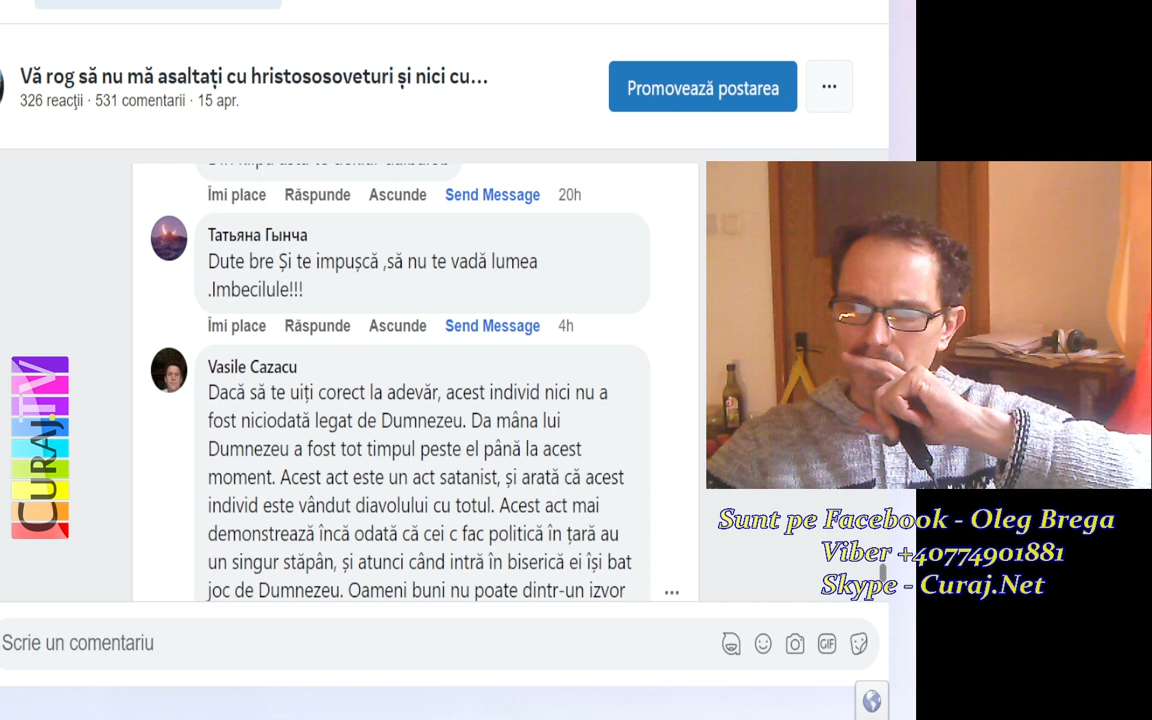 Vă rog să nu mă asaltați cu hristososoveturi și nici cu...
326 reacții · 531 comentarii · 15 apr.
Promovează postarea
Îmi place Răspunde Ascunde Send Message 20h
Татьяна Гынча
Dute bre Și te impușcă ,să nu te vadă lumea
.Imbecilule!!!
Îmi place Răspunde Ascunde Send Message 4h
Vasile Cazacu
Dacă să te uiți corect la adevăr, acest individ nici nu a
fost niciodată legat de Dumnezeu. Da mâna lui
Dumnezeu a fost tot timpul peste el până la acest
moment. Acest act este un act satanist, și arată că acest
individ este vândut diavolului cu totul. Acest act mai
demonstrează încă odată că cei c fac politică în țară au
un singur stăpân, și atunci când intră în biserică ei își bat
joc de Dumnezeu. Oameni buni nu poate dintr-un izvor
Scrie un comentariu
GIF
CURAJ.TV
Sunt pe Facebook - Oleg Brega
Viber +40774901881
Skype - Curaj.Net